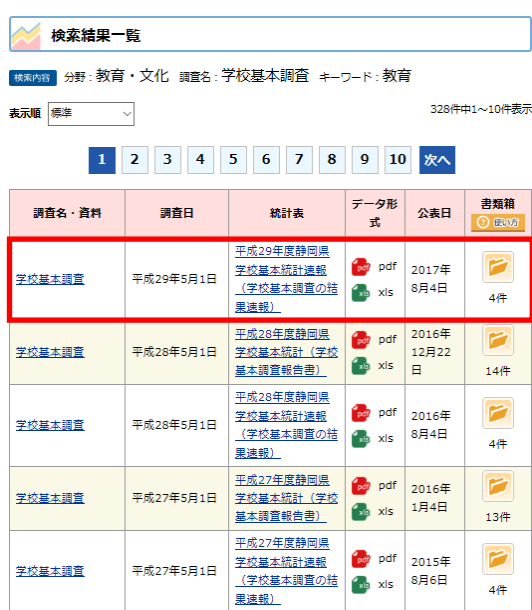 検索結果一覧
検索内容 分野：教育・文化 調査名：学校基本調査 キーワード：教育
表示順 標準 328件中1～10件表示
1 2 3 4 5 6 7 8 9 10 次へ
調査名・資料 調査日 統計表 データ形式 公表日 書類箱 使い方
学校基本調査
平成29年5月1日
平成29年度静岡県
学校基本統計速報
（学校基本調査の結
果速報）
pdf pdf
xls xls
2017年
8月4日
4件
学校基本調査
平成28年5月1日
平成28年度静岡県
学校基本統計（学校
基本調査報告書）
pdf pdf
xls xls
2016年
12月22
日
14件
学校基本調査
平成28年5月1日
平成28年度静岡県
学校基本統計速報
（学校基本調査の結
果速報）
pdf pdf
xls xls
2016年
8月4日
4件
学校基本調査
平成27年5月1日
平成27年度静岡県
学校基本統計（学校
基本調査報告書）
pdf pdf
xls xls
2016年
1月4日
13件
学校基本調査
平成27年5月1日
平成27年度静岡県
学校基本統計速報
（学校基本調査の結
果速報）
pdf pdf
xls xls
2015年
8月6日
4件